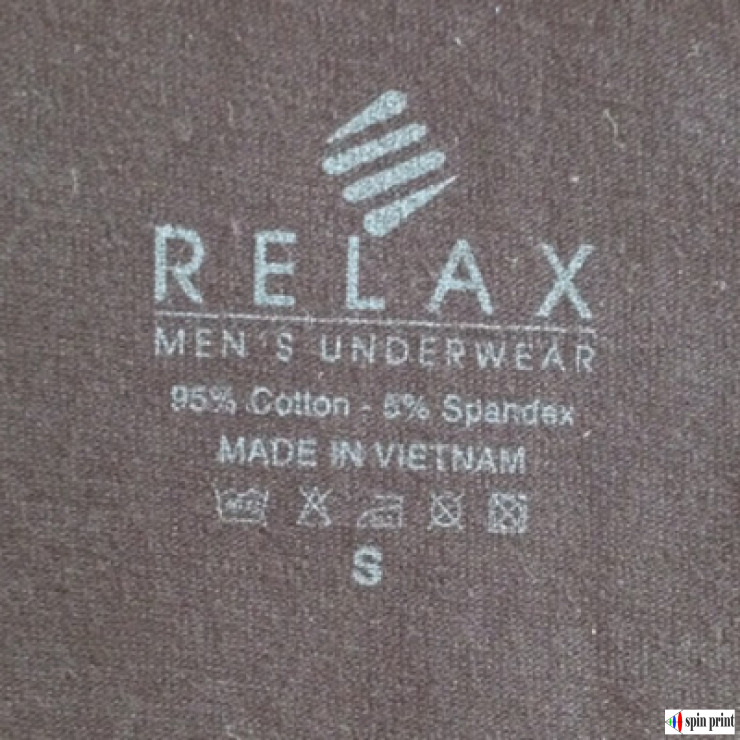 RELAX
MEN'S UNDERWEAR
95% Cotton - 5% Spandex
MADE IN VIETNAM
S
spin print